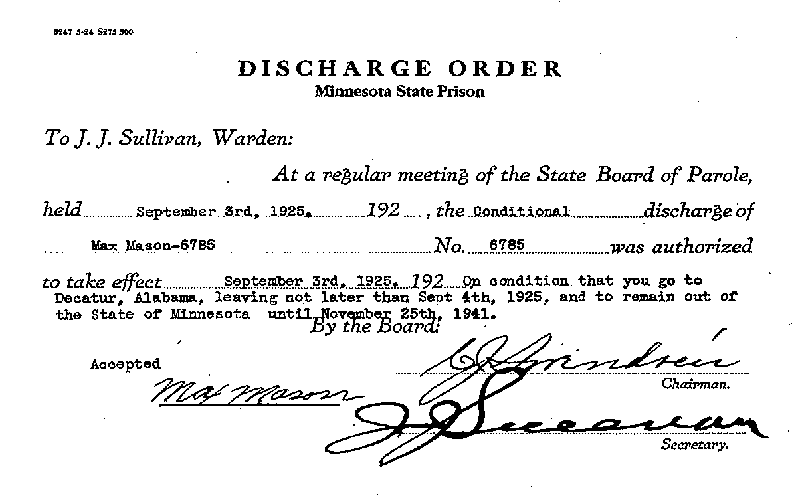 5247 5-24 S275 500
DISCHARGE ORDER
Minnesota State Prison
To J. J. Sullivan, Warden:
At a regular meeting of the State Board of Parole,
held September 3rd, 1925. 192 , the Conditional discharge of
Max Mason-6785 No. 6785 was authorized
to take effect September 3rd, 1925. 192 On condition that you go to
Decatur, Alabama, leaving not later than Sept 4th, 1925, and to remain out of
the State of Minnesota until November 25th, 1941.
By the Board:
Accepted
Chairman.
Max Mason
J J Sullivan
Secretary.